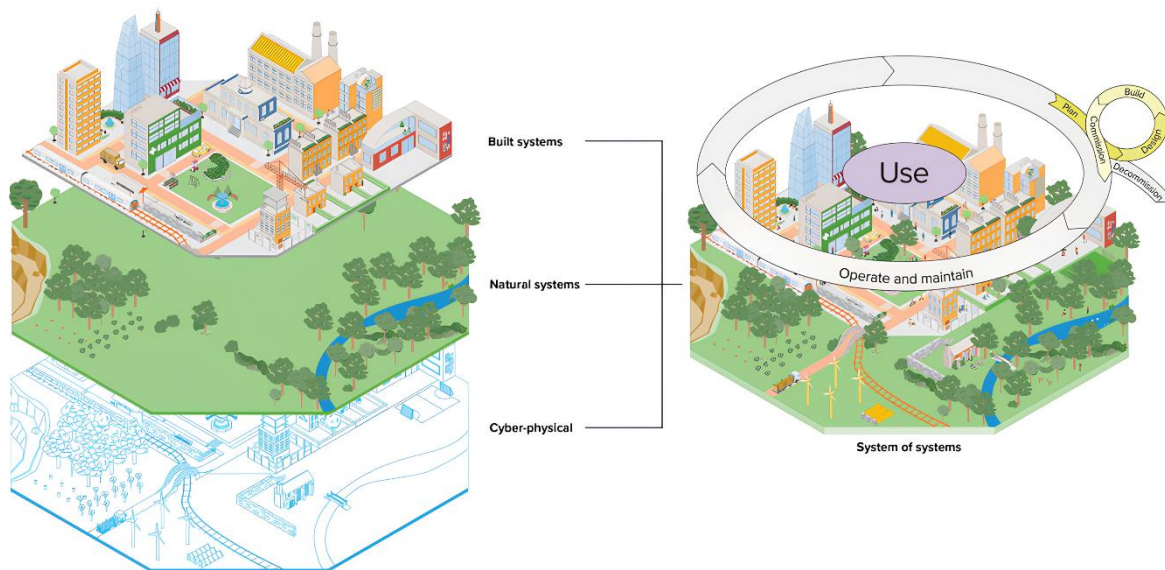 Built systems
Natural systems
Cyber-physical
Use
Plan
Build
Design
Commission
Decommission
Operate and maintain
System of systems